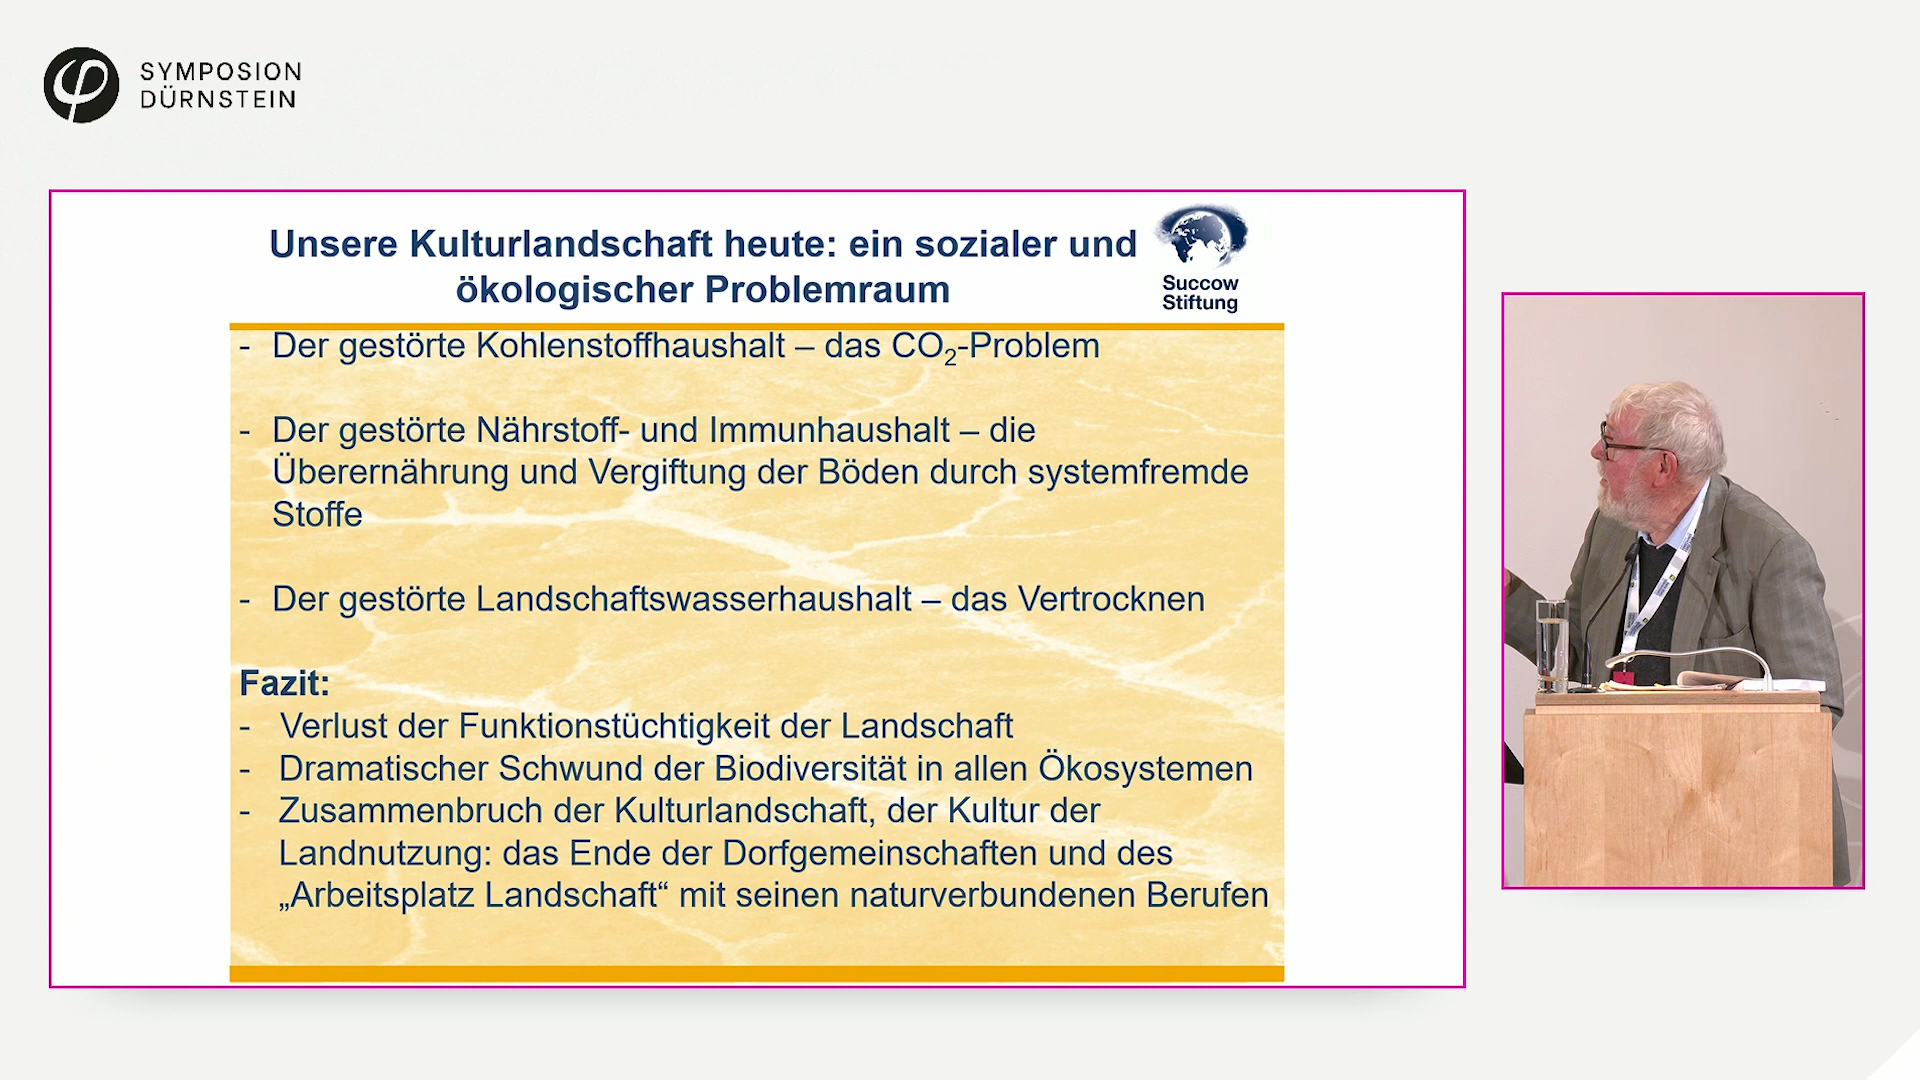 SYMPOSION
DÜRNSTEIN
Unsere Kulturlandschaft heute: ein sozialer und
ökologischer Problemraum
Succow
Stiftung
- Der gestörte Kohlenstoffhaushalt – das CO₂-Problem
- Der gestörte Nährstoff- und Immunhaushalt – die
Überernährung und Vergiftung der Böden durch systemfremde
Stoffe
- Der gestörte Landschaftswasserhaushalt – das Vertrocknen
Fazit:
- Verlust der Funktionstüchtigkeit der Landschaft
- Dramatischer Schwund der Biodiversität in allen Ökosystemen
- Zusammenbruch der Kulturlandschaft, der Kultur der
Landnutzung: das Ende der Dorfgemeinschaften und des
„Arbeitsplatz Landschaft“ mit seinen naturverbundenen Berufen